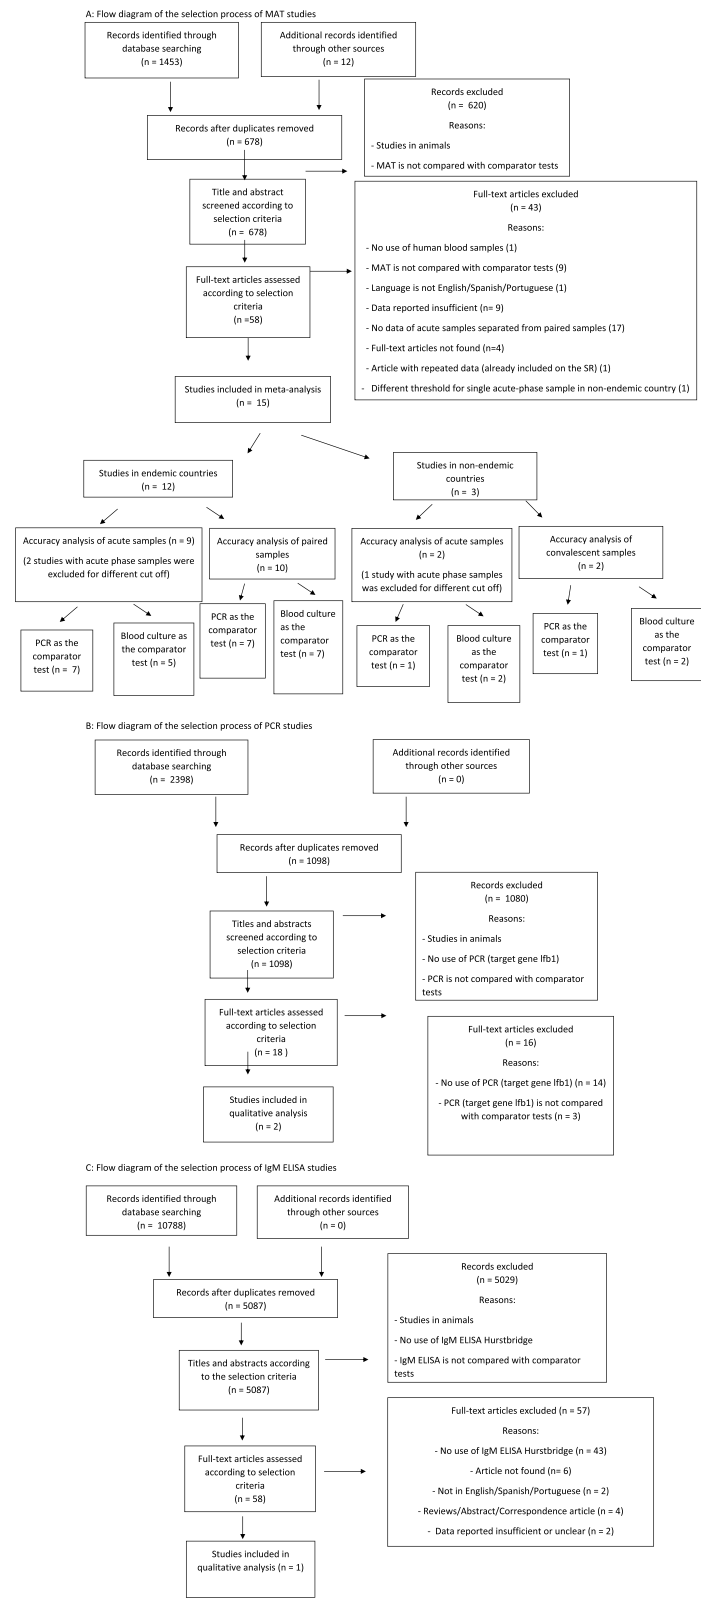 A: Flow diagram of the selection process of MAT studies
Records identified through
database searching
(n = 1453)
Additional records identified
through other sources
(n = 12)
Records excluded
(n = 620)
Reasons:
- Studies in animals
- MAT is not compared with comparator tests
Records after duplicates removed
(n = 678)
Title and abstract
screened according to
selection criteria
(n = 678)
Full-text articles excluded
(n = 43)
Reasons:
- No use of human blood samples (1)
- MAT is not compared with comparator tests (9)
- Language is not English/Spanish/Portuguese (1)
- Data reported insufficient (n= 9)
- No data of acute samples separated from paired samples (17)
- Full-text articles not found (n=4)
- Article with repeated data (already included on the SR) (1)
- Different threshold for single acute-phase sample in non-endemic country (1)
Full-text articles assessed
according to selection
criteria
(n =58)
Studies included in meta-analysis
(n = 15)
Studies in endemic countries
(n = 12)
Studies in non-endemic
countries
(n = 3)
Accuracy analysis of acute samples (n = 9)
(2 studies with acute phase samples were
excluded for different cut off)
Accuracy analysis of paired
samples
(n = 10)
Accuracy analysis of acute samples
(n = 2)
(1 study with acute phase samples
was excluded for different cut off)
Accuracy analysis of
convalescent samples
(n = 2)
PCR as the
comparator
test (n = 7)
Blood culture as
the comparator
test (n = 5)
PCR as the
comparator
test (n = 7)
Blood culture
as the
comparator
test (n = 7)
PCR as the
comparator
test (n = 1)
Blood culture
as the
comparator
test (n = 2)
PCR as the
comparator
test (n = 1)
Blood culture
as the
comparator
test (n = 2)
B: Flow diagram of the selection process of PCR studies
Records identified through
database searching
(n = 2398)
Additional records identified
through other sources
(n = 0)
Records after duplicates removed
(n = 1098)
Records excluded
(n = 1080)
Reasons:
- Studies in animals
- No use of PCR (target gene lfb1)
- PCR is not compared with comparator
tests
Titles and abstracts
screened according to
selection criteria
(n = 1098)
Full-text articles assessed
according to selection
criteria
(n = 18 )
Full-text articles excluded
(n = 16)
Reasons:
- No use of PCR (target gene lfb1) (n = 14)
- PCR (target gene lfb1) is not compared
with comparator tests (n = 3)
Studies included in
qualitative analysis
(n = 2)
C: Flow diagram of the selection process of IgM ELISA studies
Records identified through
database searching
(n = 10788)
Additional records identified
through other sources
(n = 0)
Records after duplicates removed
(n = 5087)
Records excluded
(n = 5029)
Reasons:
- Studies in animals
- No use of IgM ELISA Hurstbridge
- IgM ELISA is not compared with comparator
tests
Titles and abstracts according
to the selection criteria
(n = 5087)
Full-text articles excluded (n = 57)
Reasons:
- No use of IgM ELISA Hurstbridge (n = 43)
- Article not found (n= 6)
- Not in English/Spanish/Portuguese (n = 2)
- Reviews/Abstract/Correspondence article (n = 4)
- Data reported insufficient or unclear (n = 2)
Full-text articles assessed
according to selection
criteria
(n = 58)
Studies included in
qualitative analysis (n = 1)